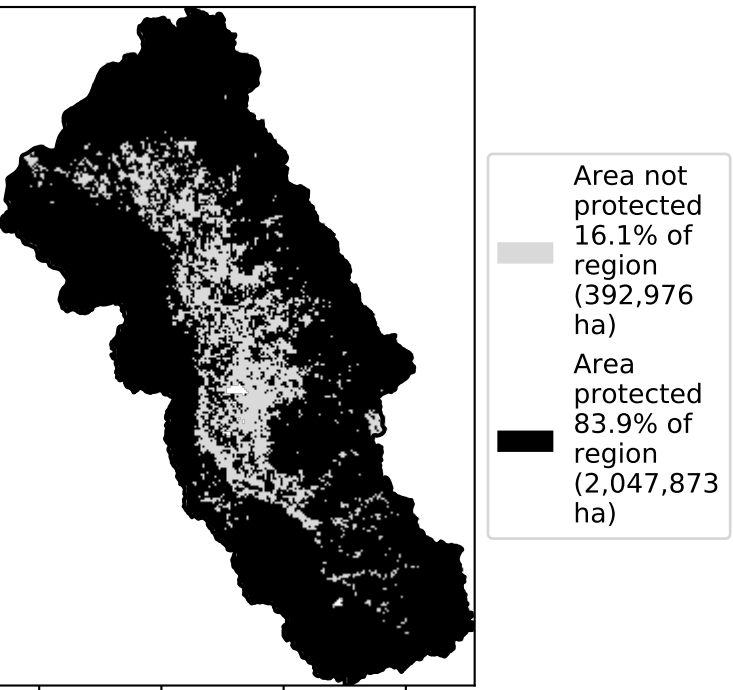 Area not
protected
16.1% of
region
(392,976
ha)
Area
protected
83.9% of
region
(2,047,873
ha)